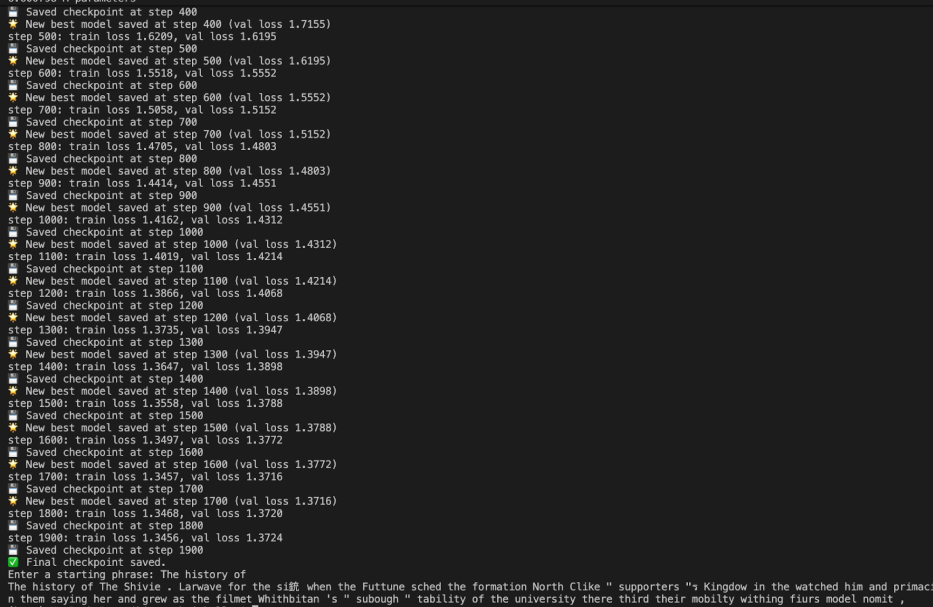 💾 Saved checkpoint at step 400
🌟 New best model saved at step 400 (val loss 1.7155)
step 500: train loss 1.6209, val loss 1.6195
💾 Saved checkpoint at step 500
🌟 New best model saved at step 500 (val loss 1.6195)
step 600: train loss 1.5518, val loss 1.5552
💾 Saved checkpoint at step 600
🌟 New best model saved at step 600 (val loss 1.5552)
step 700: train loss 1.5058, val loss 1.5152
💾 Saved checkpoint at step 700
🌟 New best model saved at step 700 (val loss 1.5152)
step 800: train loss 1.4705, val loss 1.4803
💾 Saved checkpoint at step 800
🌟 New best model saved at step 800 (val loss 1.4803)
step 900: train loss 1.4414, val loss 1.4551
💾 Saved checkpoint at step 900
🌟 New best model saved at step 900 (val loss 1.4551)
step 1000: train loss 1.4162, val loss 1.4312
💾 Saved checkpoint at step 1000
🌟 New best model saved at step 1000 (val loss 1.4312)
step 1100: train loss 1.4019, val loss 1.4214
💾 Saved checkpoint at step 1100
🌟 New best model saved at step 1100 (val loss 1.4214)
step 1200: train loss 1.3866, val loss 1.4068
💾 Saved checkpoint at step 1200
🌟 New best model saved at step 1200 (val loss 1.4068)
step 1300: train loss 1.3735, val loss 1.3947
💾 Saved checkpoint at step 1300
🌟 New best model saved at step 1300 (val loss 1.3947)
step 1400: train loss 1.3647, val loss 1.3898
💾 Saved checkpoint at step 1400
🌟 New best model saved at step 1400 (val loss 1.3898)
step 1500: train loss 1.3558, val loss 1.3788
💾 Saved checkpoint at step 1500
🌟 New best model saved at step 1500 (val loss 1.3788)
step 1600: train loss 1.3497, val loss 1.3772
💾 Saved checkpoint at step 1600
🌟 New best model saved at step 1600 (val loss 1.3772)
step 1700: train loss 1.3457, val loss 1.3716
💾 Saved checkpoint at step 1700
🌟 New best model saved at step 1700 (val loss 1.3716)
step 1800: train loss 1.3468, val loss 1.3720
💾 Saved checkpoint at step 1800
step 1900: train loss 1.3456, val loss 1.3724
💾 Saved checkpoint at step 1900
✅ Final checkpoint saved.
Enter a starting phrase: The history of
The history of The Shivie . Larwave for the when the Futtune sched the formation North Clike " supporters " Kingdow in the watched him and primaci
n them saying her and grew as the filmet Whithbitan 's " subough " tability of the university there third their mobilty withing fiurs model nomit ,